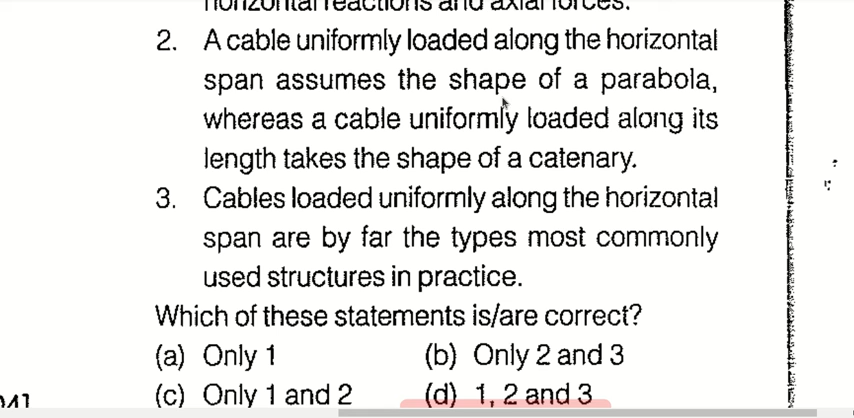 horizontal reactions and axial forces.
2. A cable uniformly loaded along the horizontal
span assumes the shape of a parabola,
whereas a cable uniformly loaded along its
length takes the shape of a catenary.
3. Cables loaded uniformly along the horizontal
span are by far the types most commonly
used structures in practice.
Which of these statements is/are correct?
(a) Only 1 (b) Only 2 and 3
(c) Only 1 and 2 (d) 1, 2 and 3